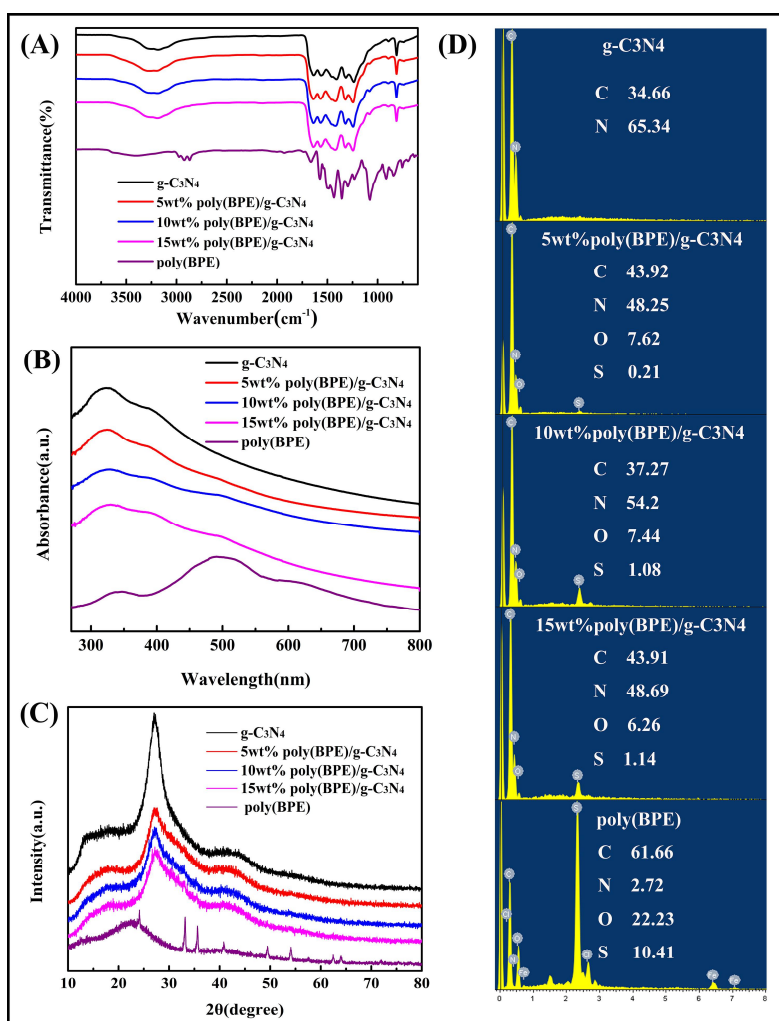 (A)
Transmittance(%)
g-C3N4
5wt% poly(BPE)/g-C3N4
10wt% poly(BPE)/g-C3N4
15wt% poly(BPE)/g-C3N4
poly(BPE)
4000 3500 3000 2500 2000 1500 1000
Wavenumber(cm-1)
(B)
Absorbance(a.u.)
g-C3N4
5wt% poly(BPE)/g-C3N4
10wt% poly(BPE)/g-C3N4
15wt% poly(BPE)/g-C3N4
poly(BPE)
300 400 500 600 700 800
Wavelength(nm)
(C)
Intensity(a.u.)
g-C3N4
5wt% poly(BPE)/g-C3N4
10wt% poly(BPE)/g-C3N4
15wt% poly(BPE)/g-C3N4
poly(BPE)
10 20 30 40 50 60 70 80
2θ(degree)
(D)
g-C3N4
C 34.66
N 65.34
C
N
5wt%poly(BPE)/g-C3N4
C 43.92
N 48.25
O 7.62
S 0.21
C
N
O
S
10wt%poly(BPE)/g-C3N4
C 37.27
N 54.2
O 7.44
S 1.08
C
N
O
S
15wt%poly(BPE)/g-C3N4
C 43.91
N 48.69
O 6.26
S 1.14
C
N
O
S
poly(BPE)
C 61.66
N 2.72
O 22.23
S 10.41
S
C
N
Fe
Fe
Fe
0 1 2 3 4 5 6 7 8